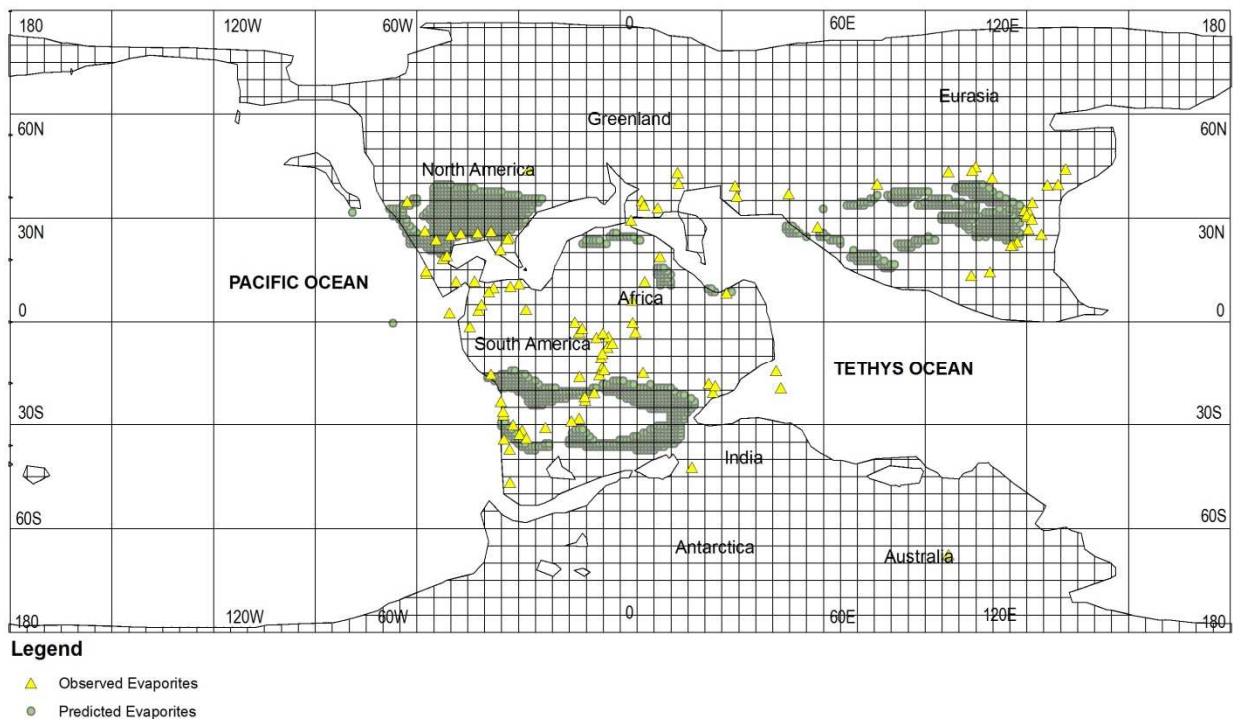 180 120W 60W 0 60E 120E 180
Eurasia
Greenland
60N 60N
North America
30N 30N
PACIFIC OCEAN
Africa
0 0
South America
TETHYS OCEAN
30S 30S
India
60S 60S
Antarctica
Australia
180 120W 60W 0 60E 120E 180
Legend
Observed Evaporites
Predicted Evaporites